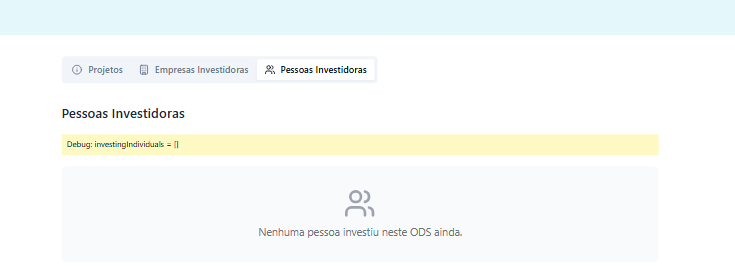 Projetos Empresas Investidoras Pessoas Investidoras
Pessoas Investidoras
Debug: investingIndividuals = []
Nenhuma pessoa investiu neste ODS ainda.